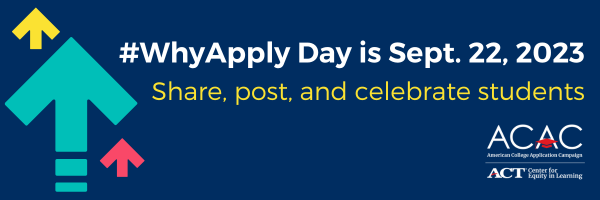 #WhyApply Day is Sept. 22, 2023
Share, post, and celebrate students
ACAC
American College Application Campaign
ACT Center for
Equity in Learning